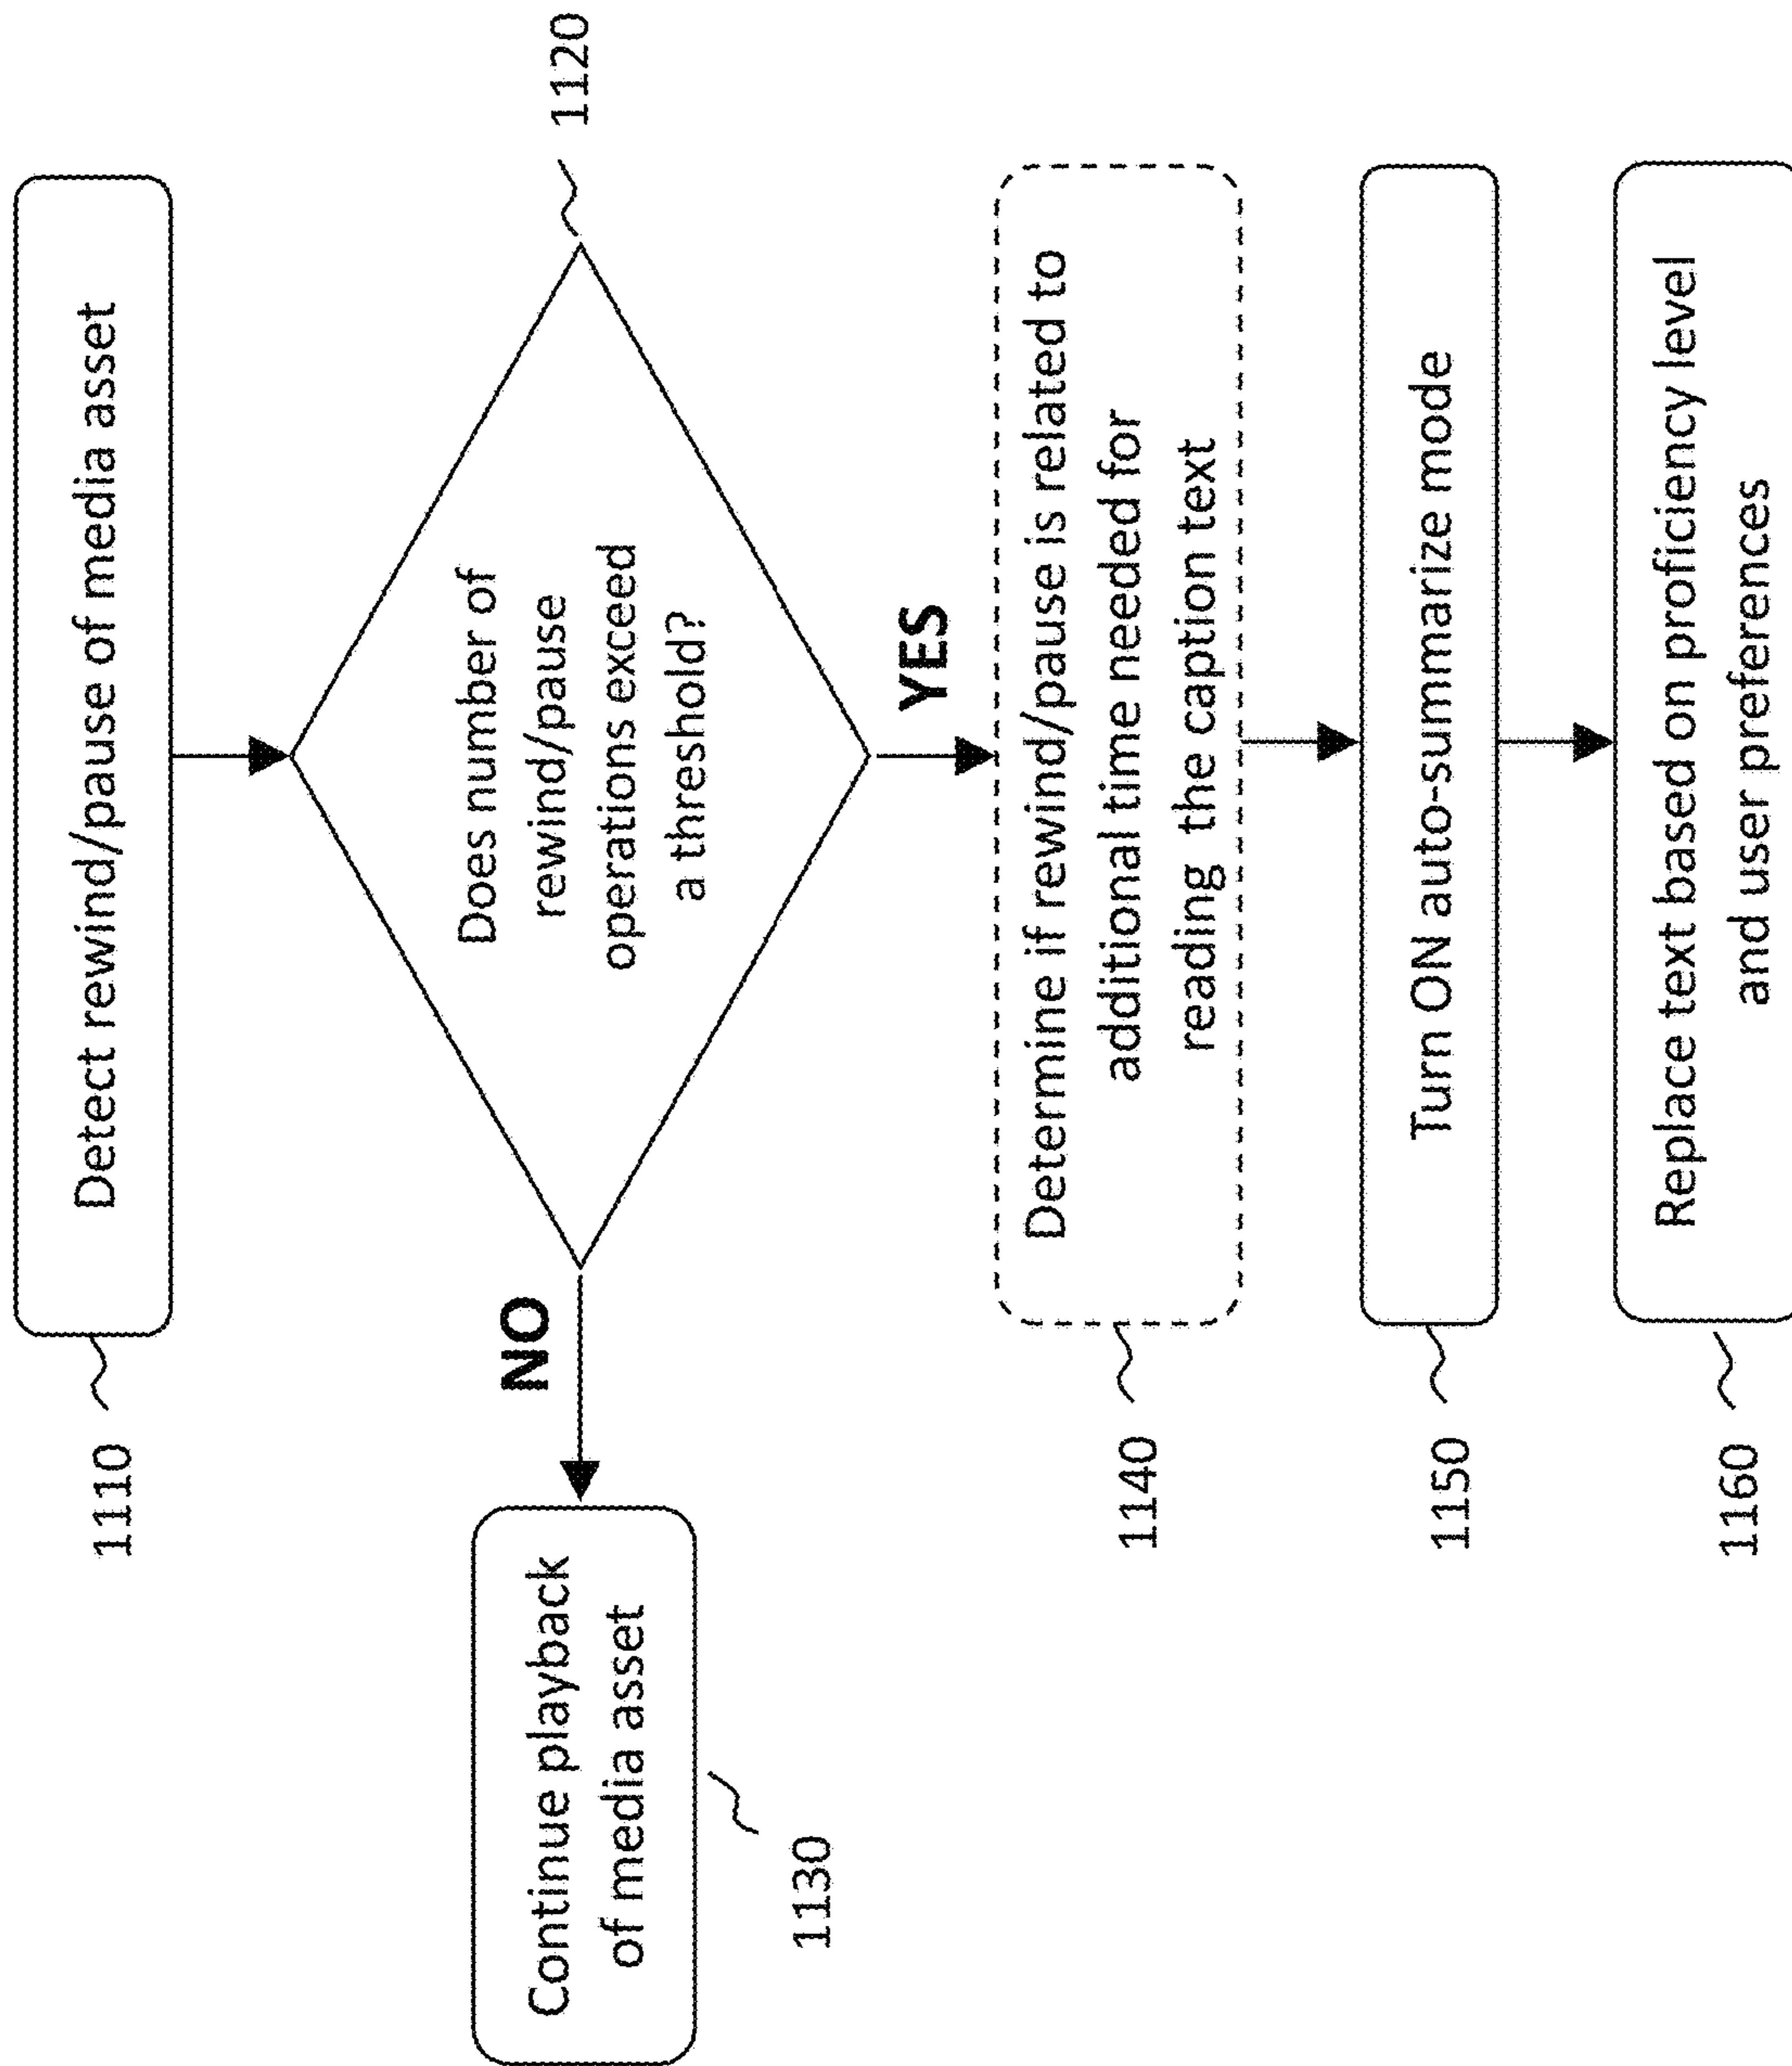 1110
Detect rewind/pause of media asset
1120
Does number of
rewind/pause
operations exceed
a threshold?
NO
Continue playback
of media asset
1130
YES
1140
Determine if rewind/pause is related to
additional time needed for
reading the caption text
1150
Turn ON auto-summarize mode
1160
Replace text based on proficiency level
and user preferences